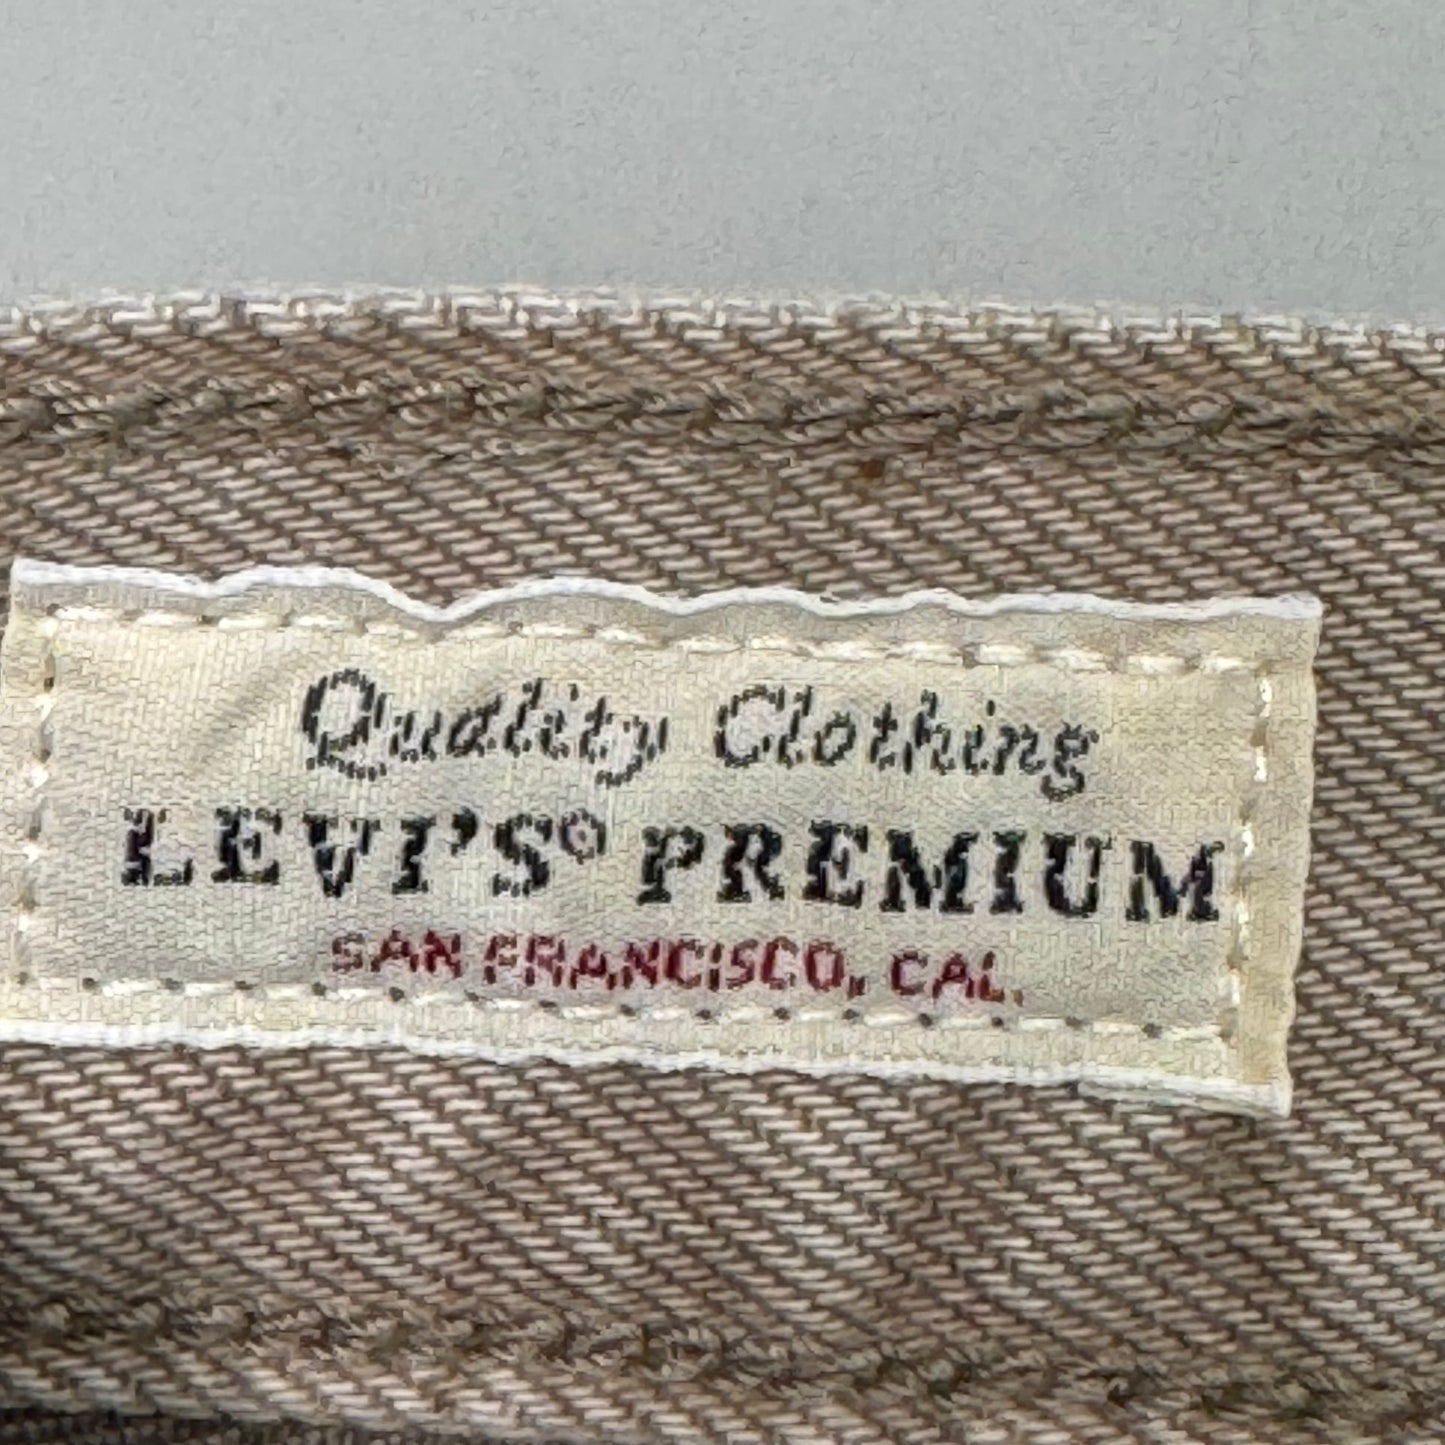 Quality Clothing
LEVI'S® PREMIUM
SAN FRANCISCO, CAL.